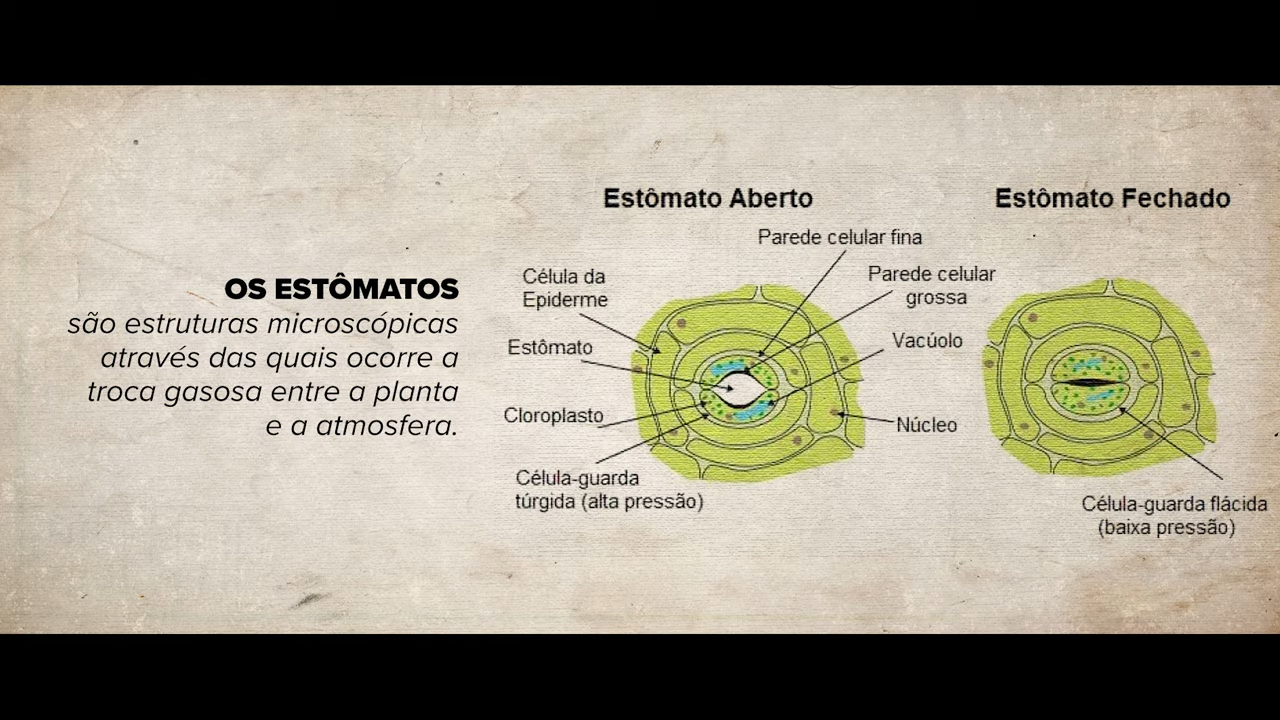 OS ESTÔMATOS
são estruturas microscópicas
através das quais ocorre a
troca gasosa entre a planta
e a atmosfera.
Estômato Aberto
Parede celular fina
Célula da
Epiderme
Parede celular
grossa
Estômato
Vacúolo
Cloroplasto
Núcleo
Célula-guarda
túrgida (alta pressão)
Estômato Fechado
Célula-guarda flácida
(baixa pressão)